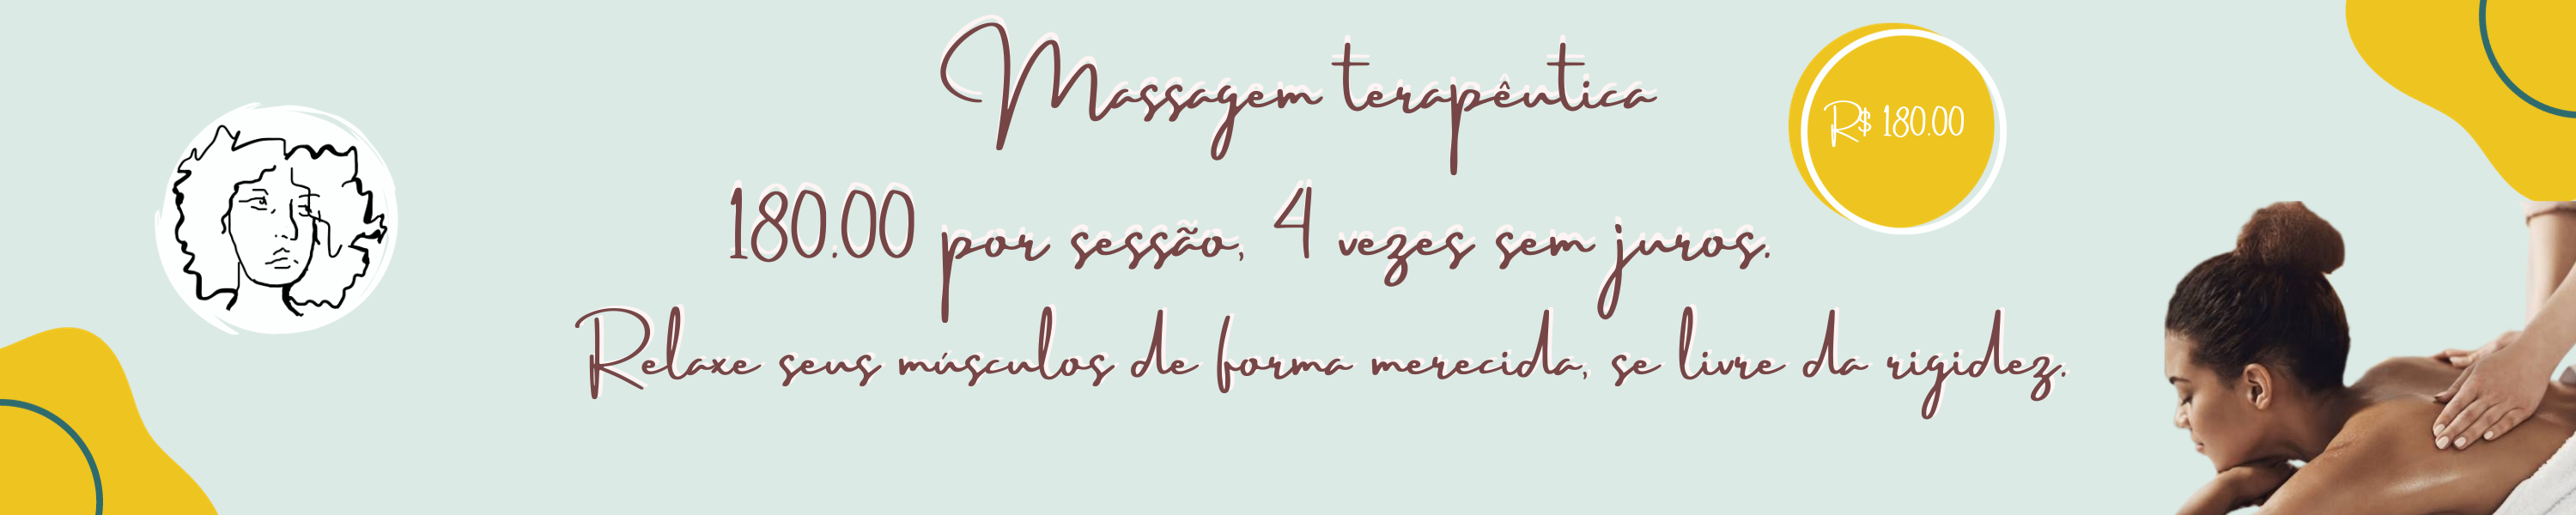 Massagem terapêutica
R$ 180.00
180.00 por sessão, 4 vezes sem juros.
Relaxe seus músculos de forma merecida, se livre da rigidez.